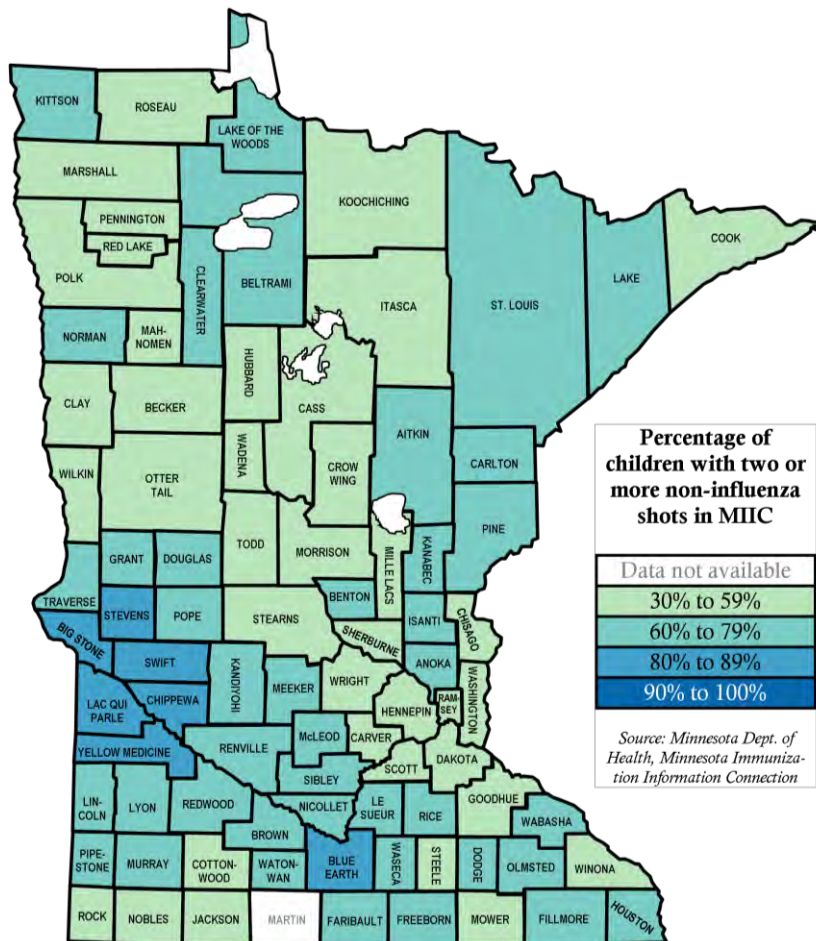 KITTSON
ROSEAU
LAKE OF THE
WOODS
MARSHALL
KOOCHICHING
PENNINGTON
RED LAKE
POLK
CLEARWATER
BELTRAMI
COOK
LAKE
ST. LOUIS
ITASCA
NORMAN
MAH-
NOMEN
HUBBARD
CASS
CLAY
BECKER
AITKIN
WADENA
CROW
WING
CARLTON
WILKIN
OTTER
TAIL
PINE
TODD
MORRISON
MILLE LACS
KANABEC
GRANT
DOUGLAS
TRAVERSE
STEVENS
POPE
STEARNS
BENTON
ISANTI
CHISAGO
BIG STONE
SWIFT
KANDIYOHI
MEEKER
SHERBURNE
ANOKA
WRIGHT
WASHINGTON
RAM-
SEY
HENNEPIN
LAC QUI
PARLE
CHIPPEWA
McLEOD
CARVER
YELLOW MEDICINE
RENVILLE
SCOTT
DAKOTA
SIBLEY
LIN-
COLN
LYON
REDWOOD
NICOLLET
LE
SUEUR
RICE
GOODHUE
WABASHA
BROWN
PIPE-
STONE
MURRAY
COTTON-
WOOD
WATON-
WAN
BLUE
EARTH
WASECA
STEELE
DODGE
OLMSTED
WINONA
ROCK
NOBLES
JACKSON
MARTIN
FARIBAULT
FREEBORN
MOWER
FILLMORE
HOUSTON
Percentage of
children with two or
more non-influenza
shots in MIIC
Data not available
30% to 59%
60% to 79%
80% to 89%
90% to 100%
Source: Minnesota Dept. of
Health, Minnesota Immuniza-
tion Information Connection